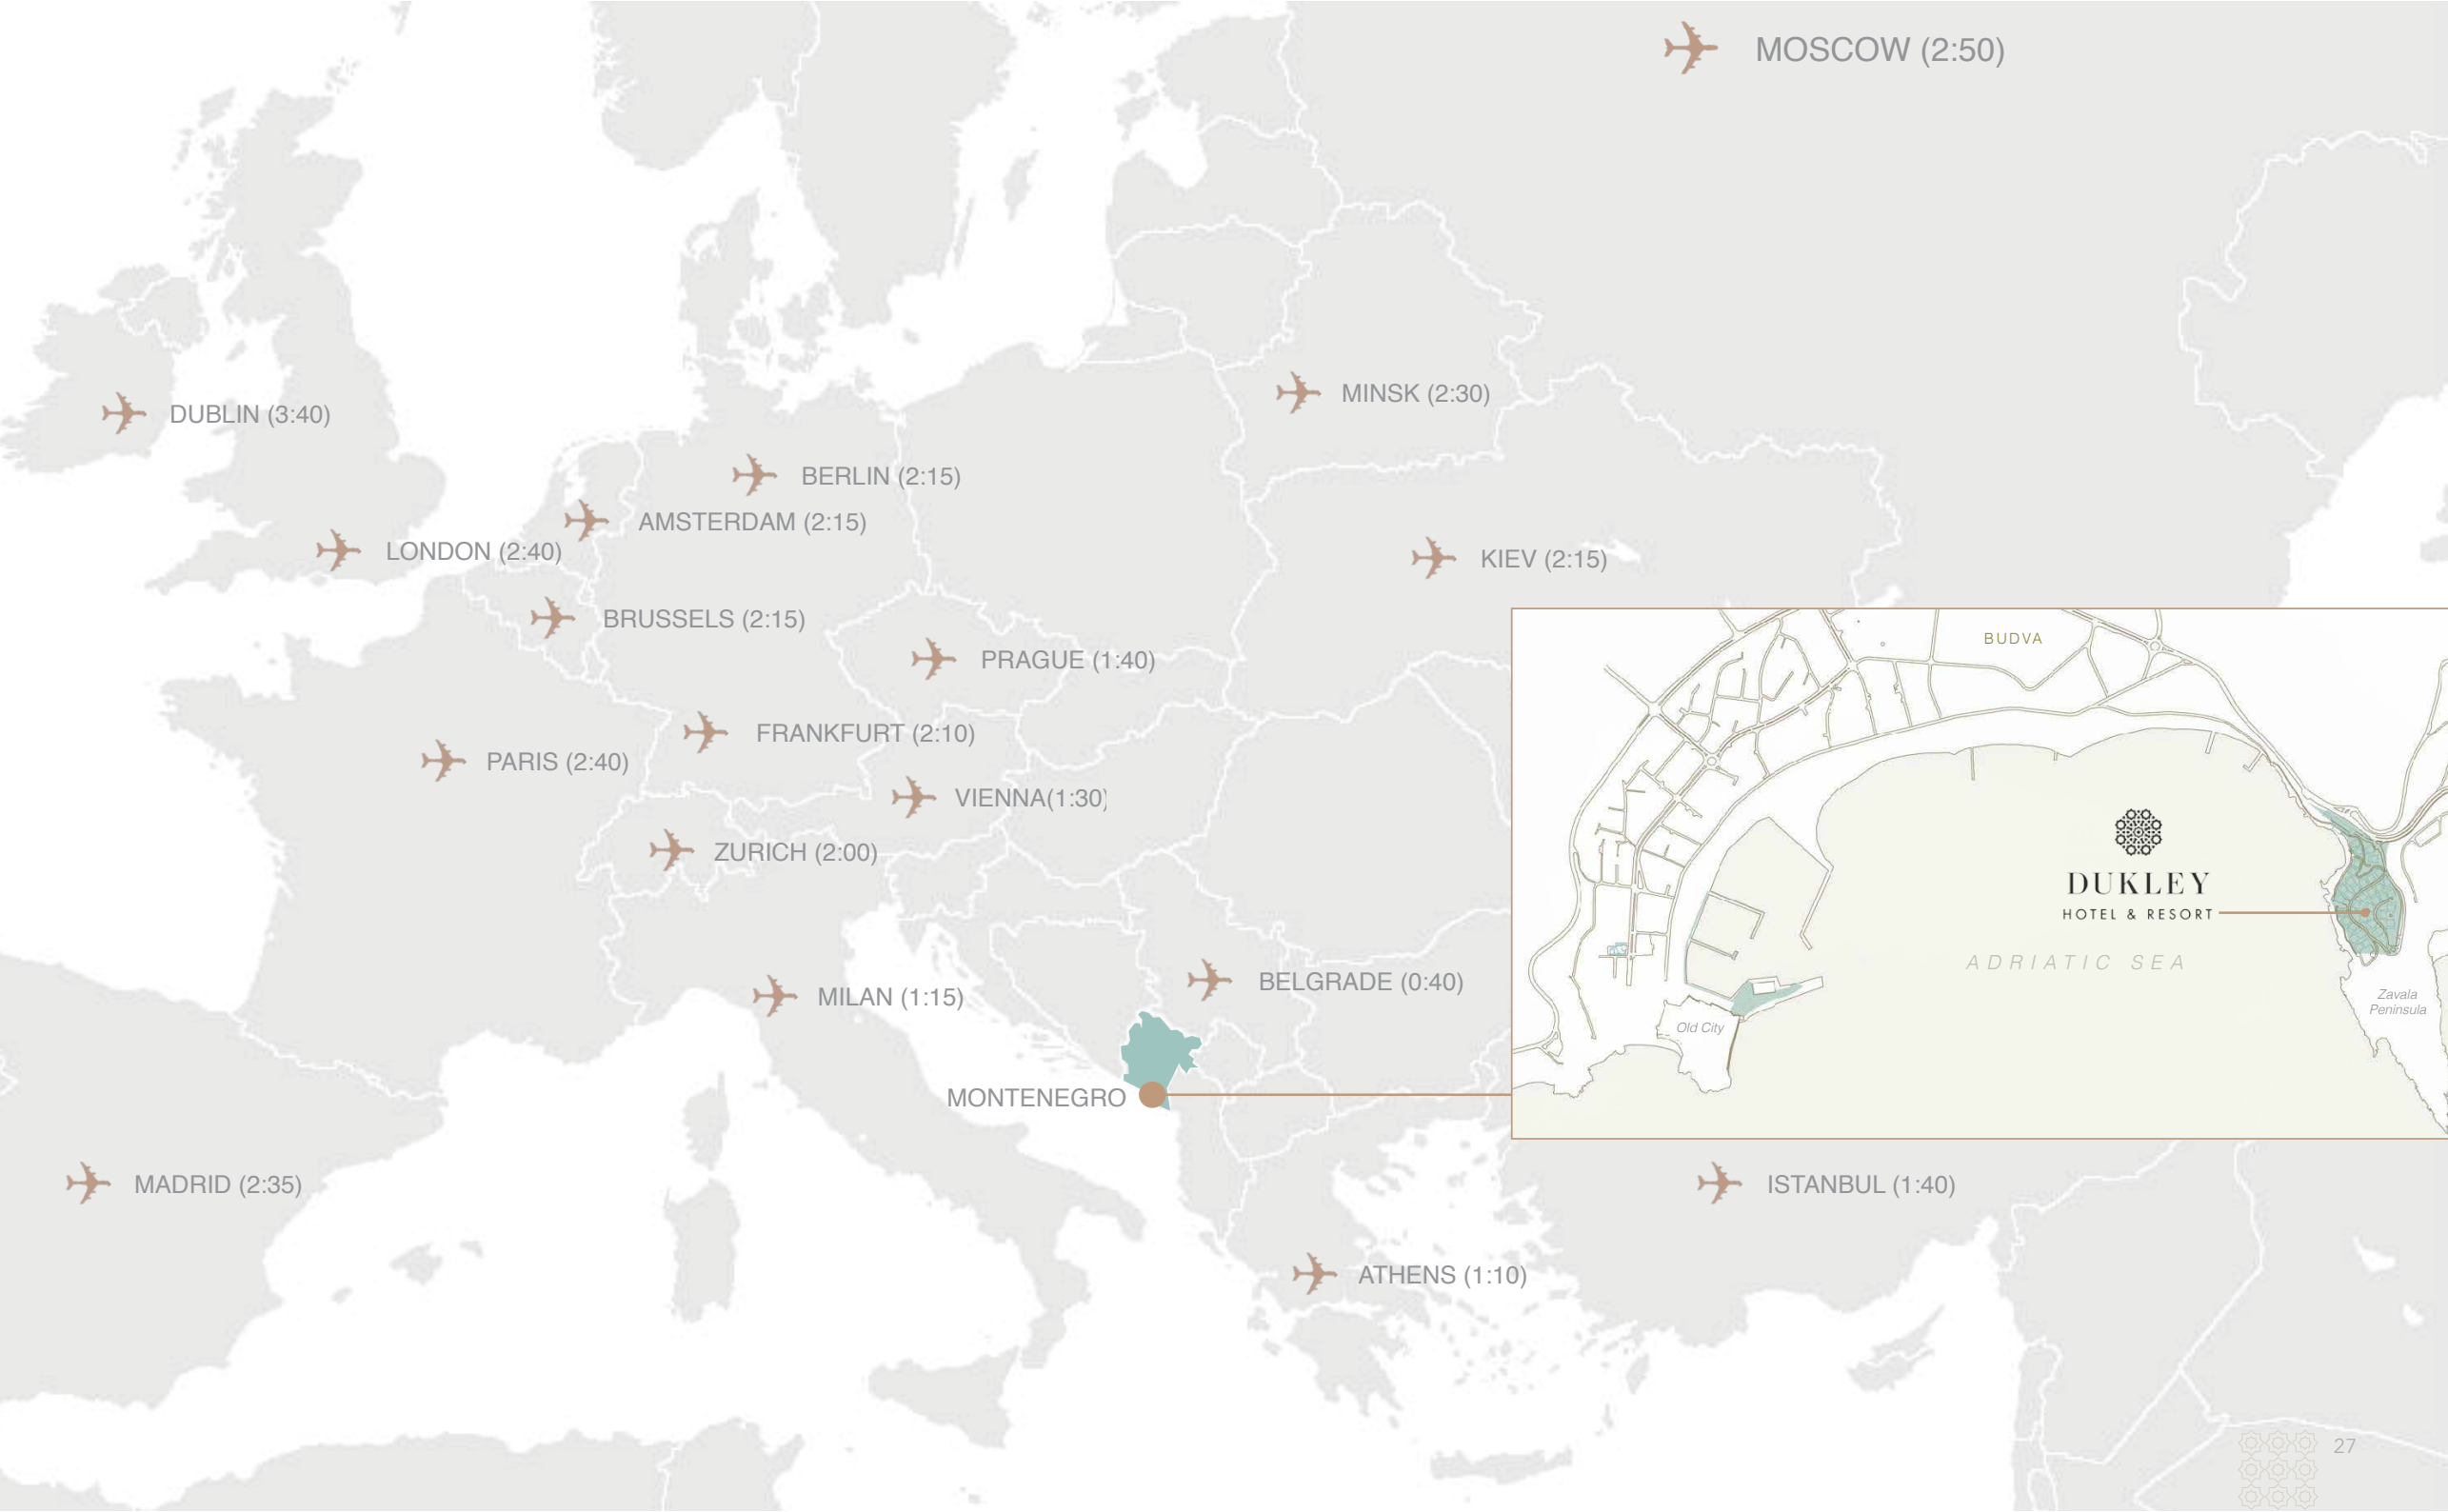 MOSCOW (2:50)
MINSK (2:30)
DUBLIN (3:40)
BERLIN (2:15)
AMSTERDAM (2:15)
LONDON (2:40)
KIEV (2:15)
BRUSSELS (2:15)
PRAGUE (1:40)
FRANKFURT (2:10)
PARIS (2:40)
VIENNA(1:30)
ZURICH (2:00)
BELGRADE (0:40)
MILAN (1:15)
MONTENEGRO
MADRID (2:35)
ISTANBUL (1:40)
ATHENS (1:10)
BUDVA
DUKLEY
HOTEL & RESORT
ADRIATIC SEA
Zavala
Peninsula
Old City
27